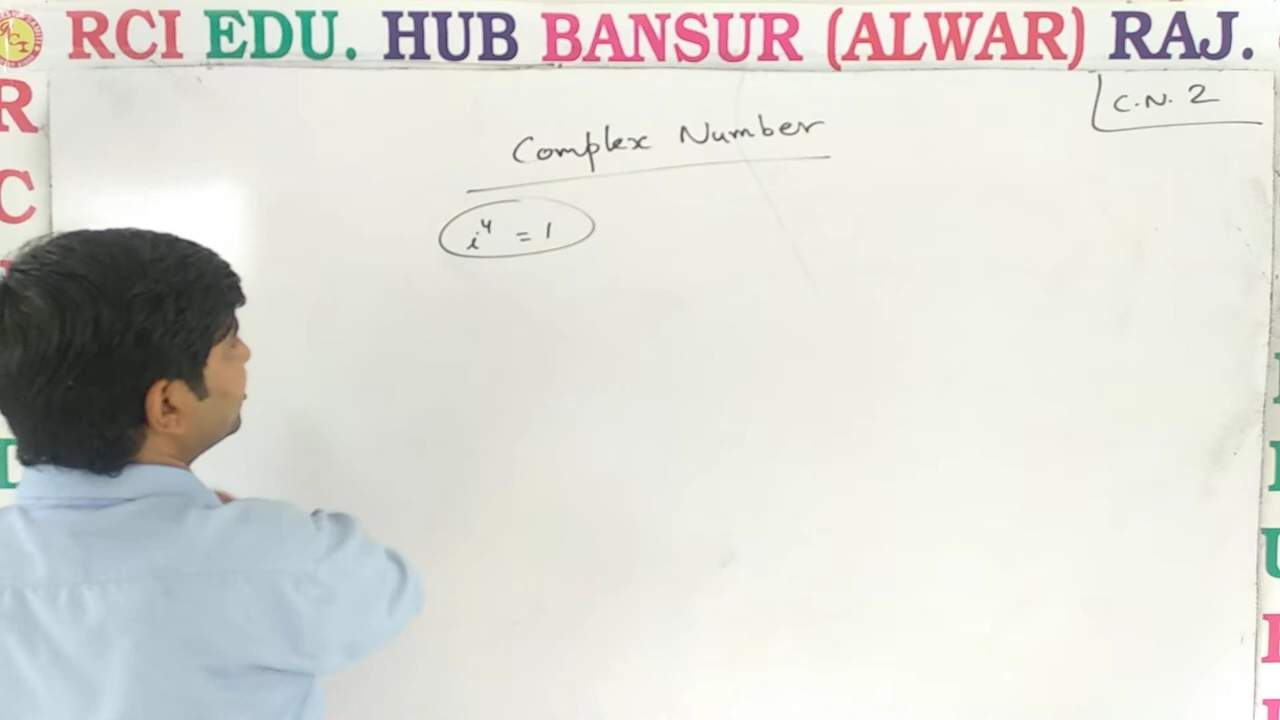 RCI EDU. HUB BANSUR (ALWAR) RAJ.
C.N. 2
Complex Number
i⁴ = 1
R
C